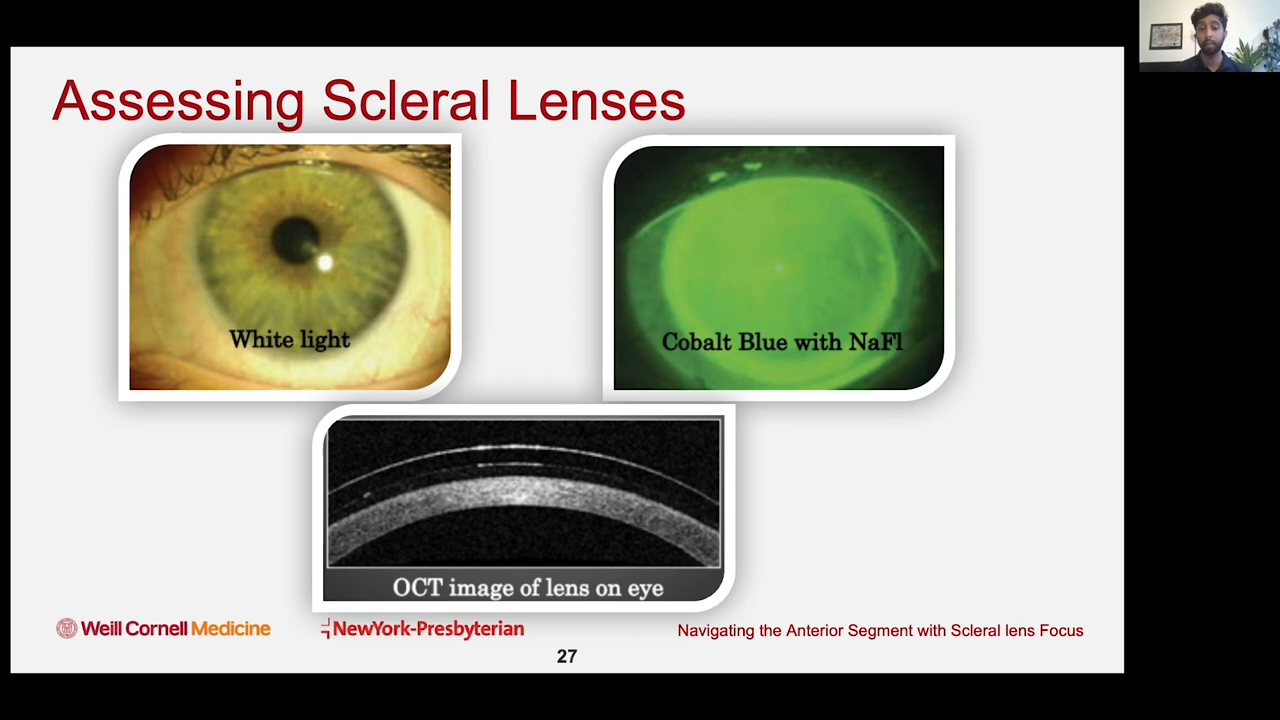 Assessing Scleral Lenses
White light
Cobalt Blue with NaFl
OCT image of lens on eye
Weill Cornell Medicine
NewYork-Presbyterian
Navigating the Anterior Segment with Scleral lens Focus
27